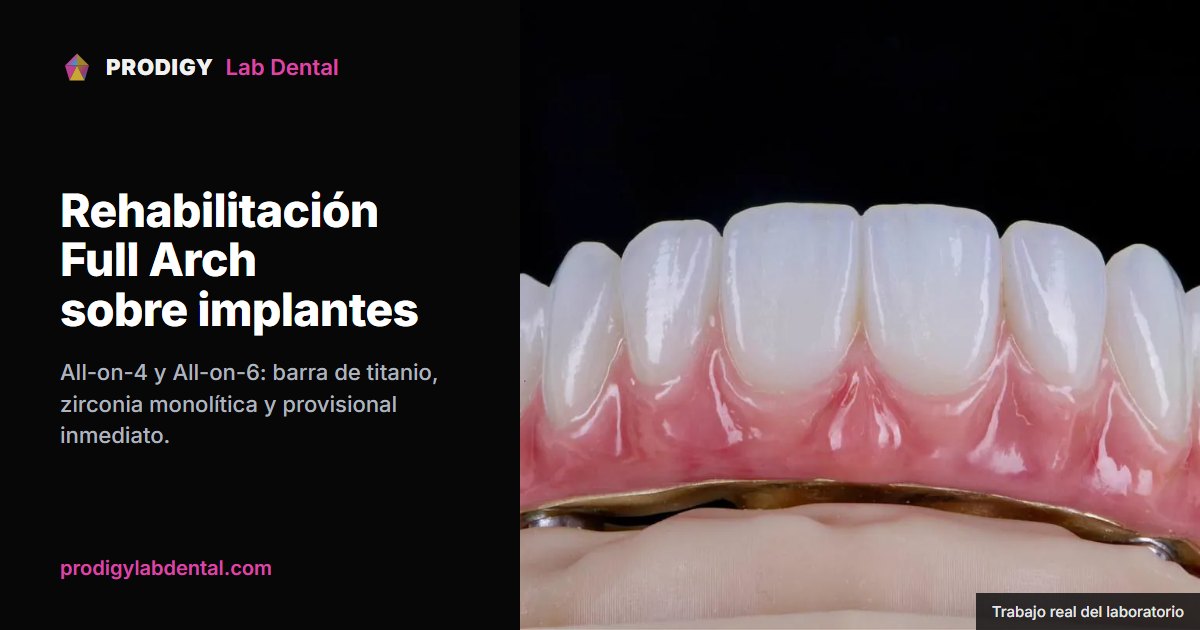 PRODIGY Lab Dental
Rehabilitación
Full Arch
sobre implantes
All-on-4 y All-on-6: barra de titanio,
zirconia monolítica y provisional
inmediato.
prodigylabdental.com
Trabajo real del laboratorio